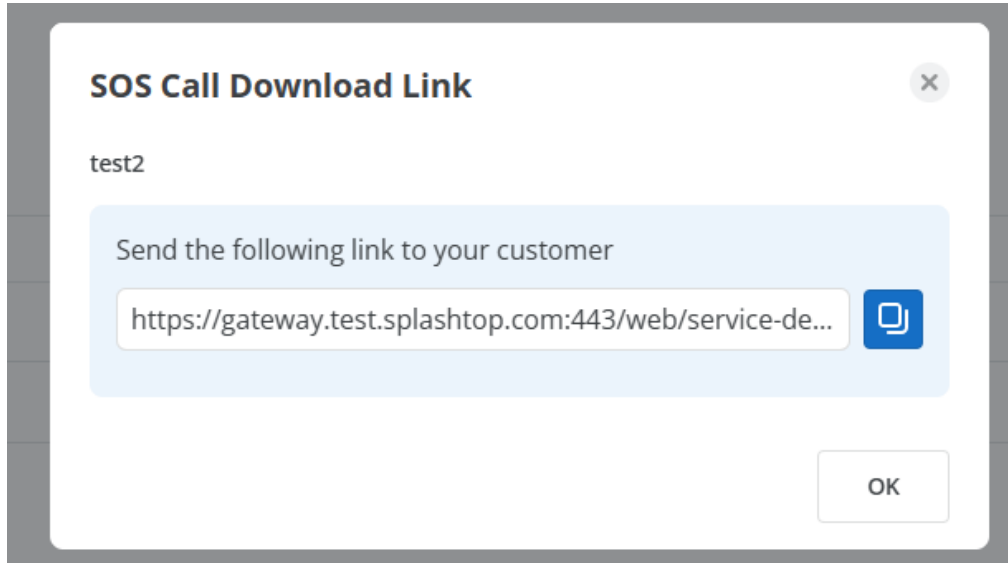 SOS Call Download Link
test2
Send the following link to your customer
https://gateway.test.splashtop.com:443/web/service-de...
OK